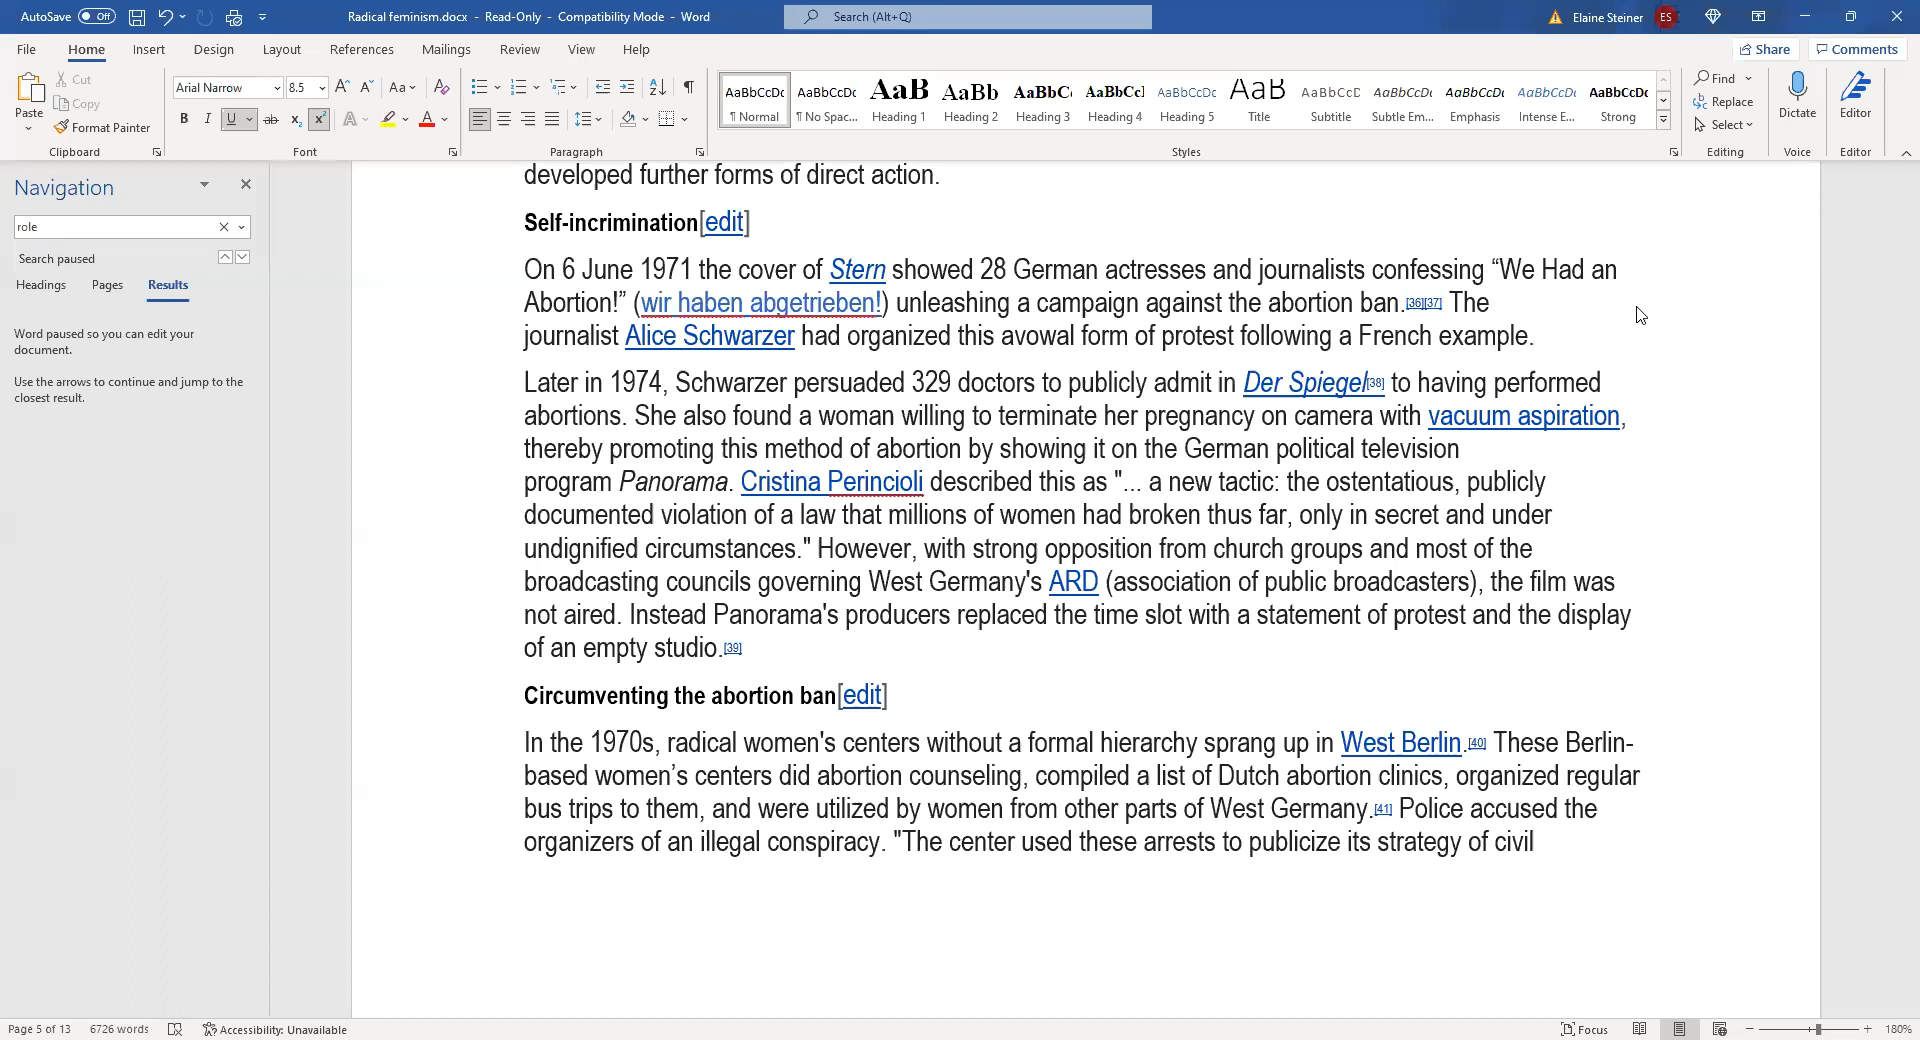 AutoSave Off Radical feminism.docx - Read-Only - Compatibility Mode - Word Search (Alt+Q) Elaine Steiner ES
File Home Insert Design Layout References Mailings Review View Help Share Comments
Paste Cut Copy Format Painter
Clipboard
Arial Narrow 8.5
Font
Paragraph
AaBbCcDc AaBbCcDc AaB AaBb AaBbC AaBbCcI AaBbCcDc AaB AaBbCcD AaBbCcDc AaBbCcDc AaBbCcDc AaBbCcDc
¶ Normal ¶ No Spac... Heading 1 Heading 2 Heading 3 Heading 4 Heading 5 Title Subtitle Subtle Em... Emphasis Intense E... Strong
Styles
Find
Replace
Select
Editing
Dictate
Voice
Editor
Editor
Navigation
role
Search paused
Headings Pages Results
Word paused so you can edit your
document.
Use the arrows to continue and jump to the
closest result.
developed further forms of direct action.
Self-incrimination[edit]
On 6 June 1971 the cover of Stern showed 28 German actresses and journalists confessing “We Had an
Abortion!” (wir haben abgetrieben!) unleashing a campaign against the abortion ban.[36][37] The
journalist Alice Schwarzer had organized this avowal form of protest following a French example.
Later in 1974, Schwarzer persuaded 329 doctors to publicly admit in Der Spiegel[38] to having performed
abortions. She also found a woman willing to terminate her pregnancy on camera with vacuum aspiration,
thereby promoting this method of abortion by showing it on the German political television
program Panorama. Cristina Perincioli described this as "... a new tactic: the ostentatious, publicly
documented violation of a law that millions of women had broken thus far, only in secret and under
undignified circumstances." However, with strong opposition from church groups and most of the
broadcasting councils governing West Germany's ARD (association of public broadcasters), the film was
not aired. Instead Panorama's producers replaced the time slot with a statement of protest and the display
of an empty studio.[39]
Circumventing the abortion ban[edit]
In the 1970s, radical women's centers without a formal hierarchy sprang up in West Berlin.[40] These Berlin-
based women’s centers did abortion counseling, compiled a list of Dutch abortion clinics, organized regular
bus trips to them, and were utilized by women from other parts of West Germany.[41] Police accused the
organizers of an illegal conspiracy. "The center used these arrests to publicize its strategy of civil
Page 5 of 13 6726 words Accessibility: Unavailable Focus 180%